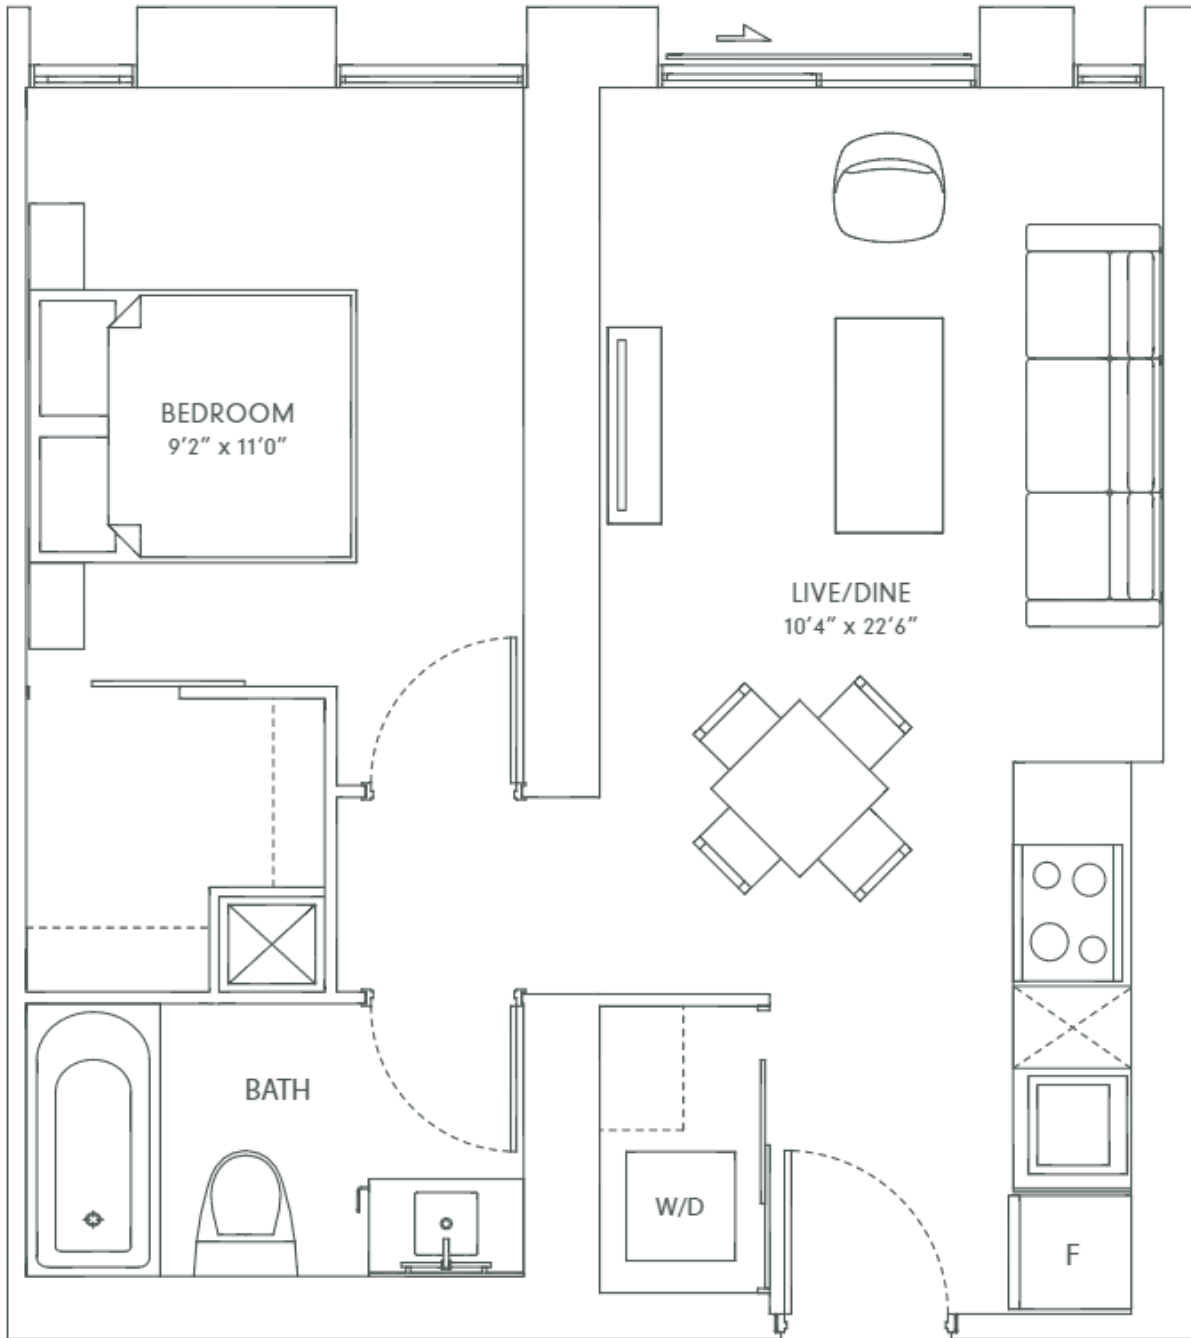 BEDROOM
9'2" x 11'0"
LIVE/DINE
10'4" x 22'6"
BATH
W/D
F